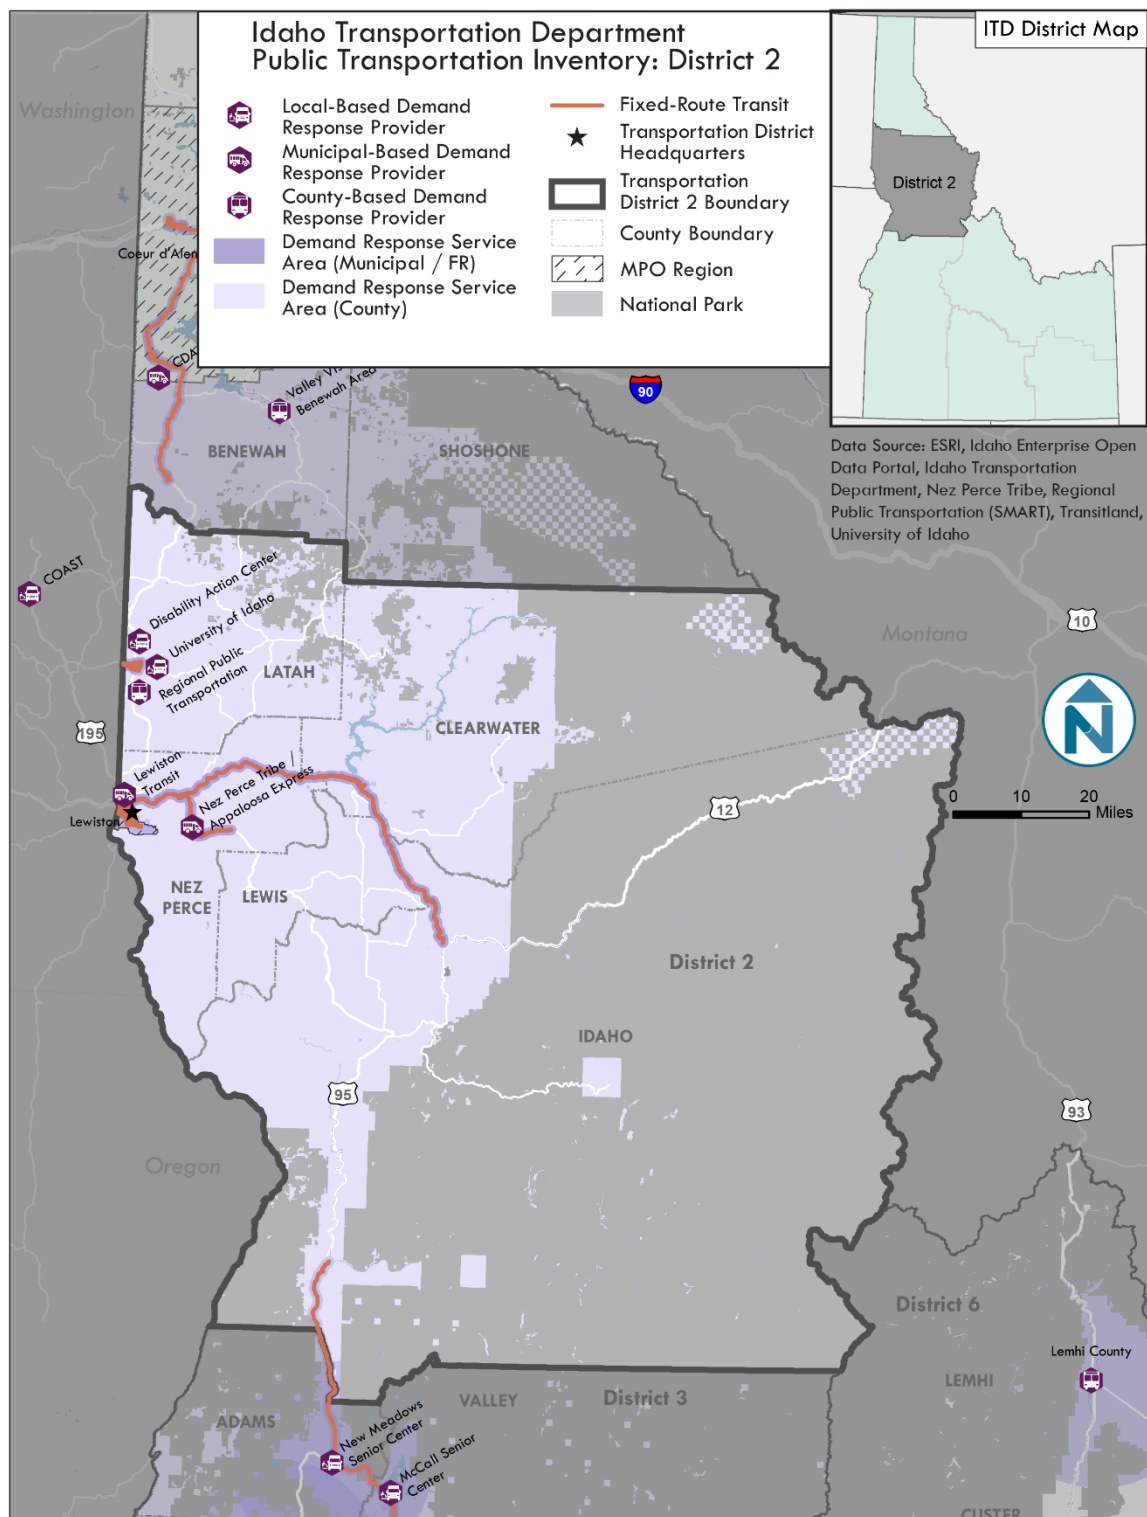 Idaho Transportation Department
Public Transportation Inventory: District 2
Local-Based Demand
Response Provider
Municipal-Based Demand
Response Provider
County-Based Demand
Response Provider
Demand Response Service
Area (Municipal / FR)
Demand Response Service
Area (County)
Fixed-Route Transit
Transportation District
Headquarters
Transportation
District 2 Boundary
County Boundary
MPO Region
National Park
ITD District Map
District 2
Data Source: ESRI, Idaho Enterprise Open
Data Portal, Idaho Transportation
Department, Nez Perce Tribe, Regional
Public Transportation (SMART), Transitland,
University of Idaho
Washington
Coeur d'Alen
CDA
Valley Vis
Benewah Area
90
BENEWAH
SHOSHONE
COAST
Disability Action Center
University of Idaho
Regional Public
Transportation
LATAH
CLEARWATER
Montana
10
N
195
Lewiston
Transit
Lewiston
Nez Perce Tribe /
Appaloosa Express
12
0 10 20
Miles
NEZ
PERCE
LEWIS
District 2
IDAHO
95
93
Oregon
District 6
Lemhi County
LEMHI
VALLEY
District 3
ADAMS
New Meadows
Senior Center
McCall Senior
Center
CUSTER